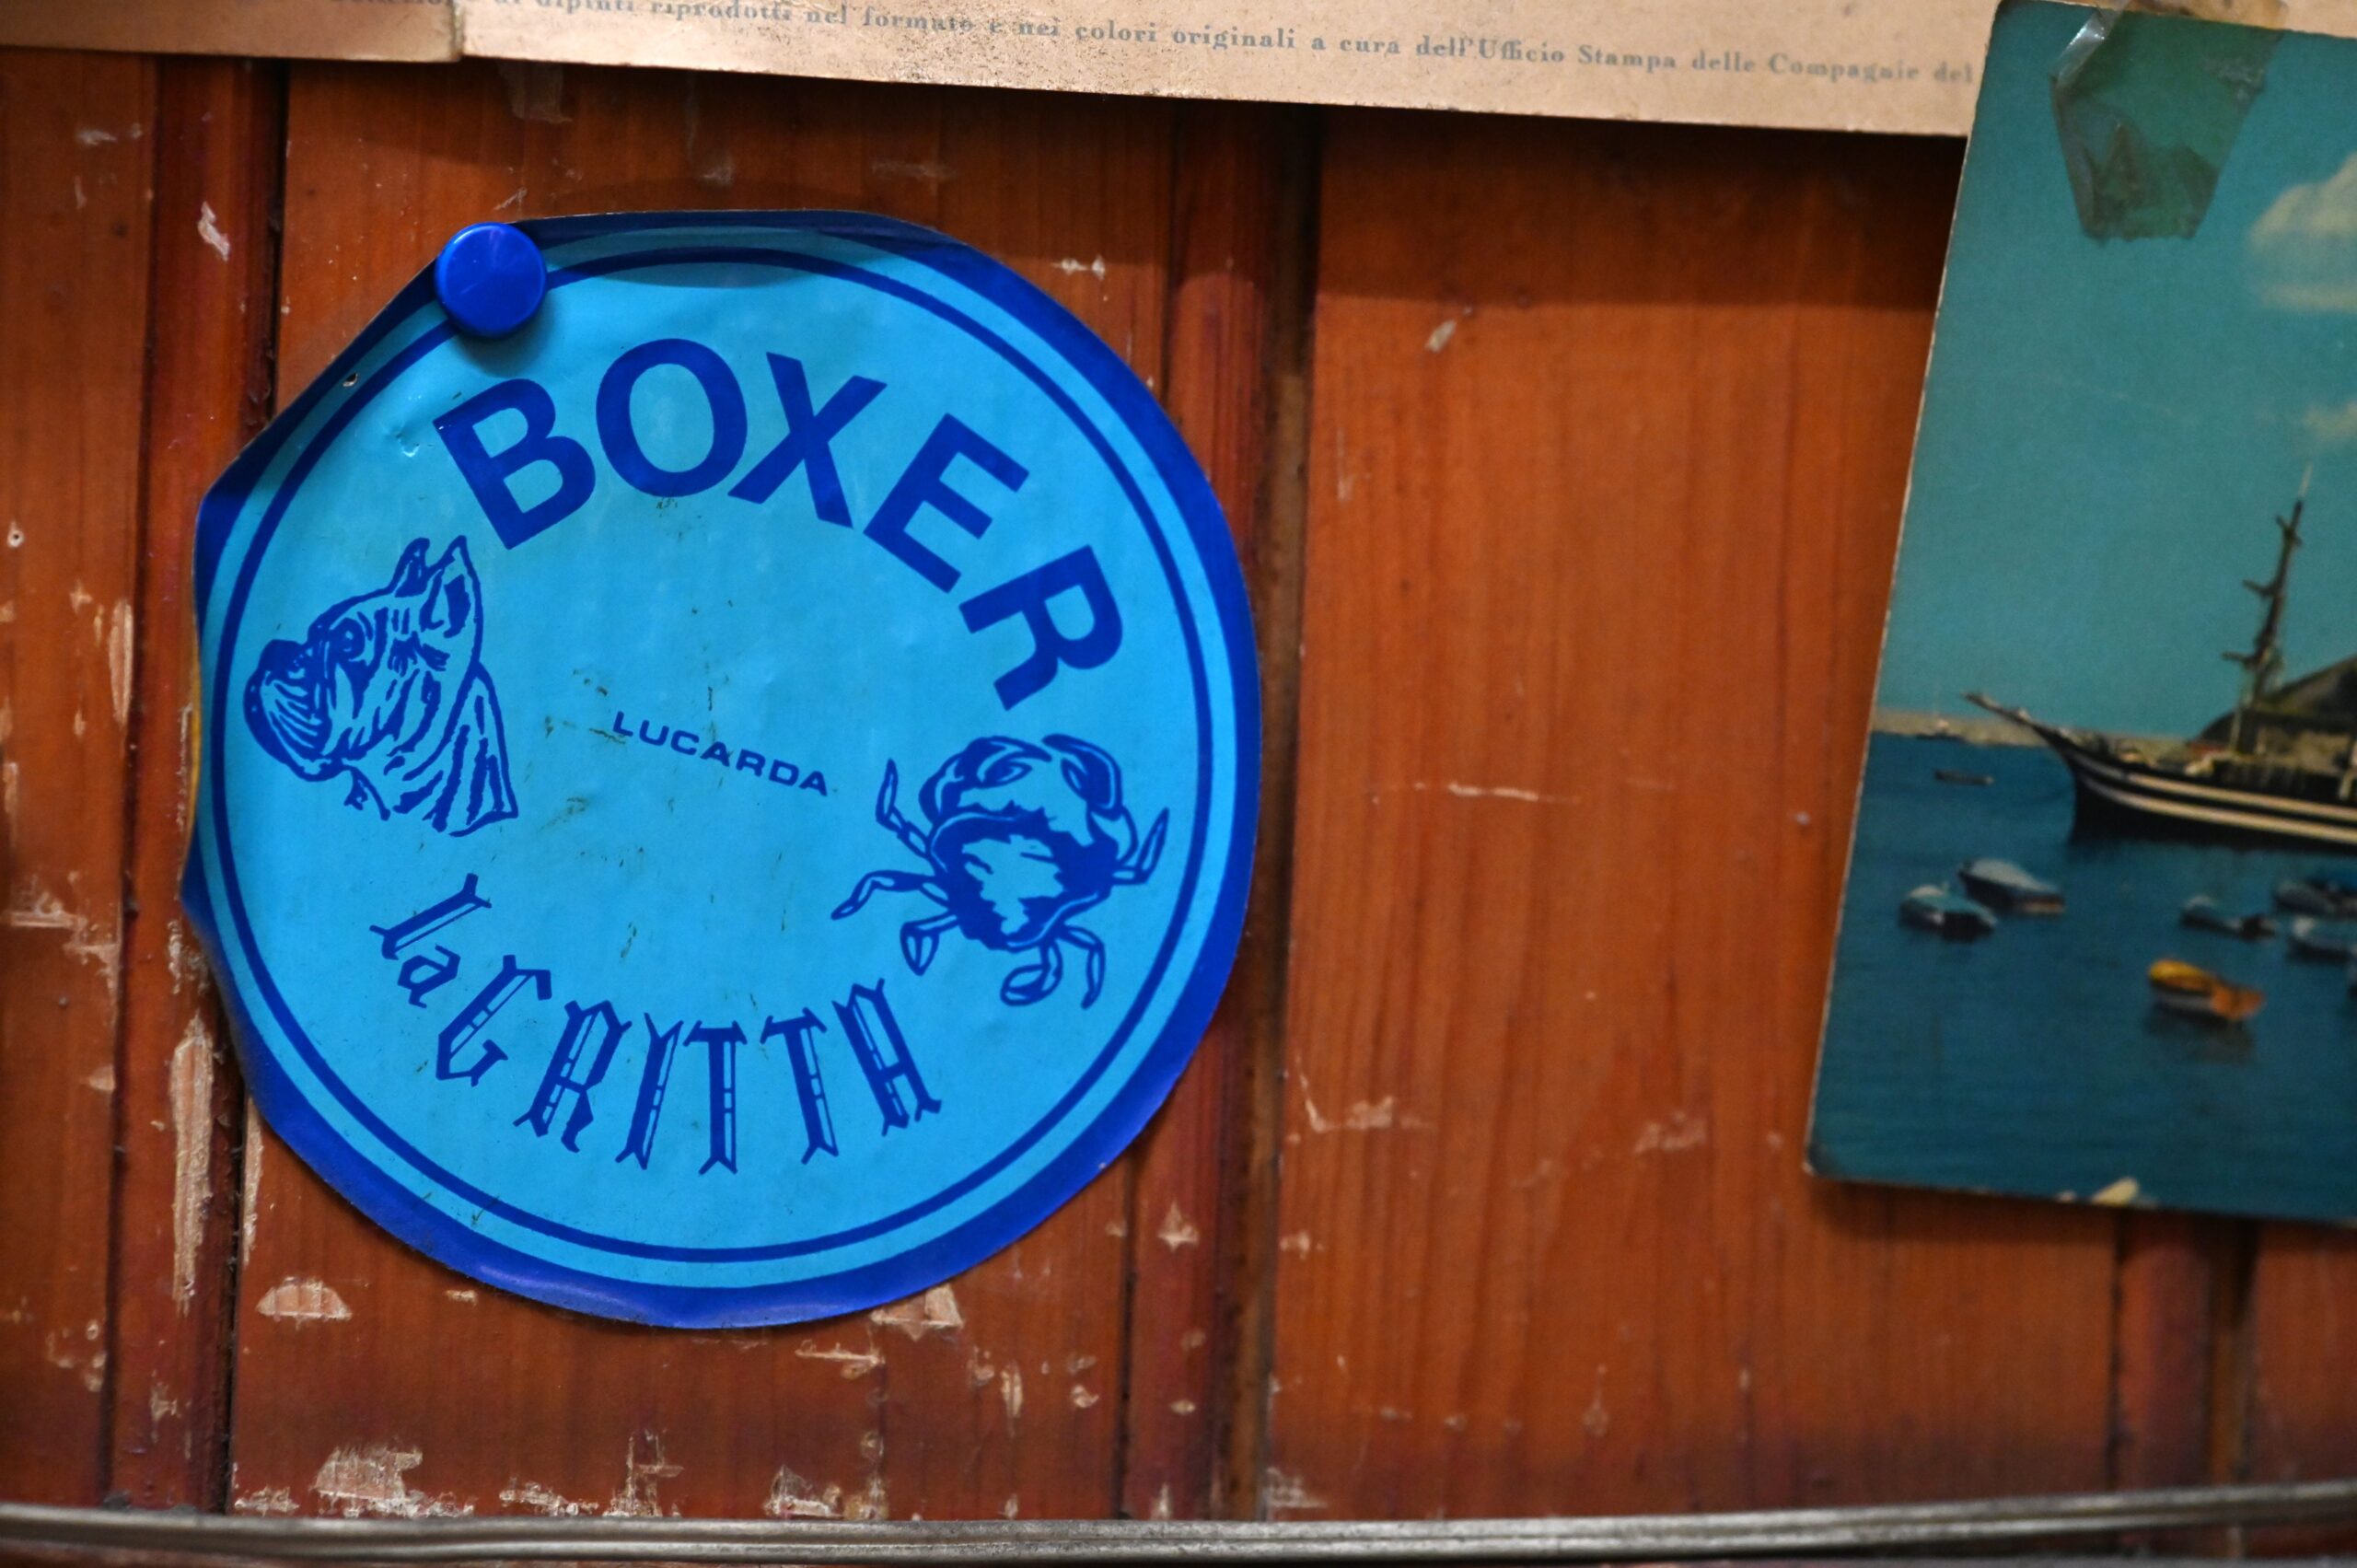 di dipinti riprodotti nel formato e nei colori originali a cura dell'Ufficio Stampa delle Compagnie del
BOXER
LUCARDA
la GRITTA